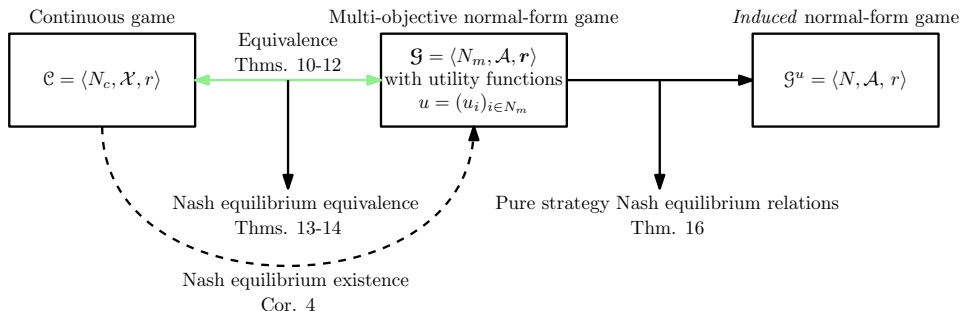 Continuous game
Multi-objective normal-form game
Induced normal-form game
Equivalence
Thms. 10-12
𝒞 = ⟨N_c, 𝒳, r⟩
𝓖 = ⟨N_m, 𝒜, 𝒓⟩
with utility functions
u = (u_i)_{i∈N_m}
𝒢^u = ⟨N, 𝒜, r⟩
Nash equilibrium equivalence
Thms. 13-14
Pure strategy Nash equilibrium relations
Thm. 16
Nash equilibrium existence
Cor. 4